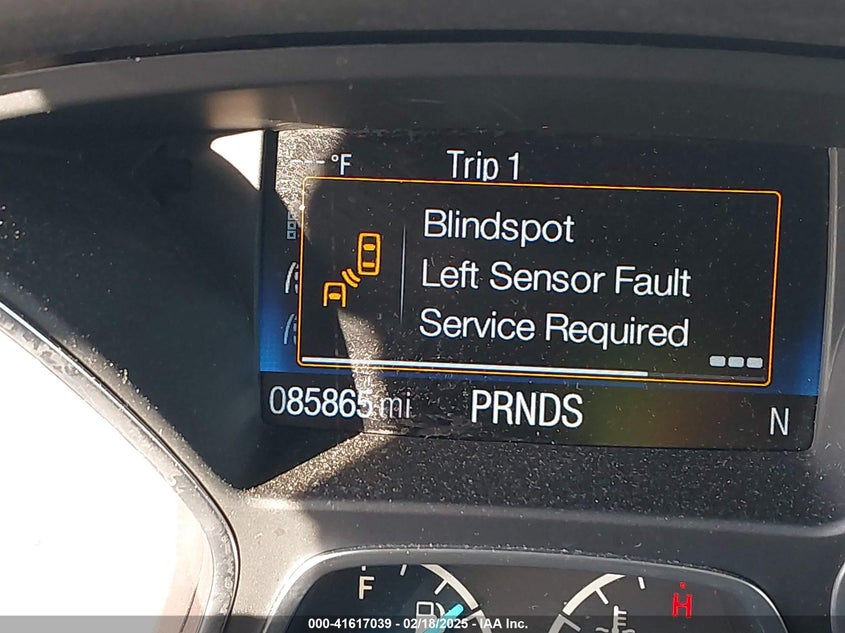 ---°F Trip 1
Blindspot
Left Sensor Fault
Service Required
085865 mi PRNDS N
F H
000-41617039 - 02/18/2025 - IAA Inc.